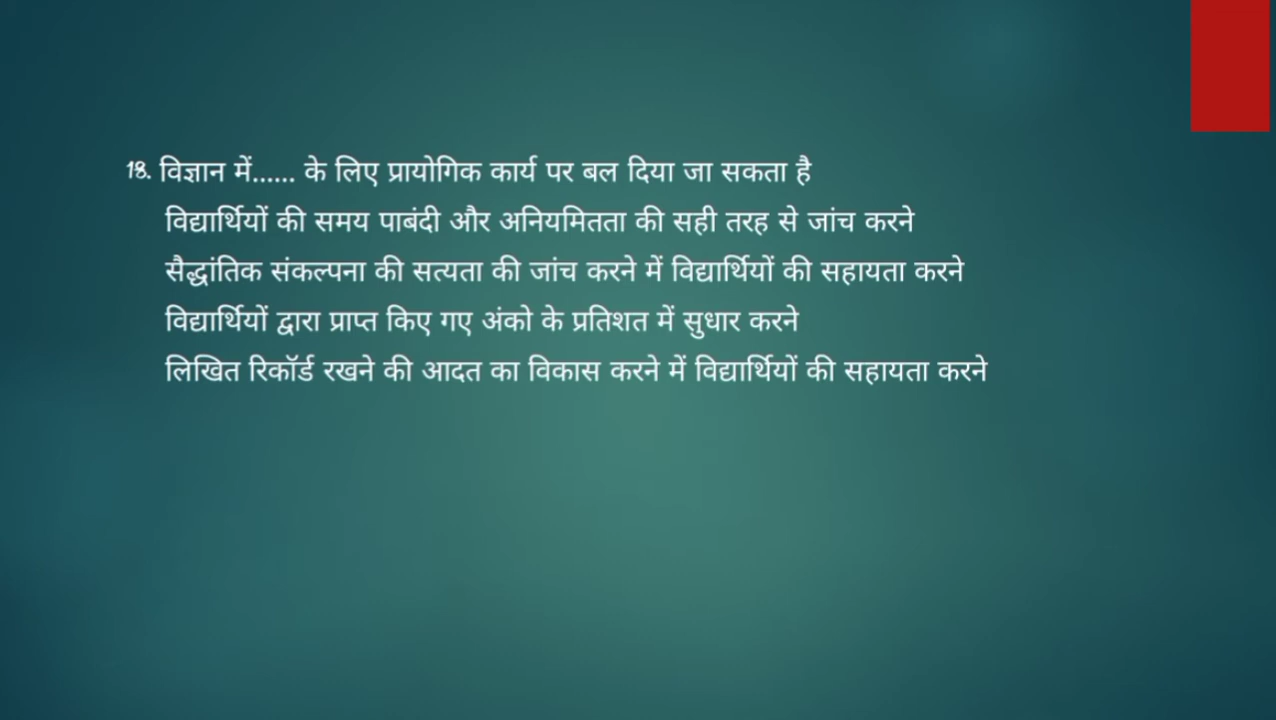 18. विज्ञान में...... के लिए प्रायोगिक कार्य पर बल दिया जा सकता है
विद्यार्थियों की समय पाबंदी और अनियमितता की सही तरह से जांच करने
सैद्धांतिक संकल्पना की सत्यता की जांच करने में विद्यार्थियों की सहायता करने
विद्यार्थियों द्वारा प्राप्त किए गए अंको के प्रतिशत में सुधार करने
लिखित रिकॉर्ड रखने की आदत का विकास करने में विद्यार्थियों की सहायता करने